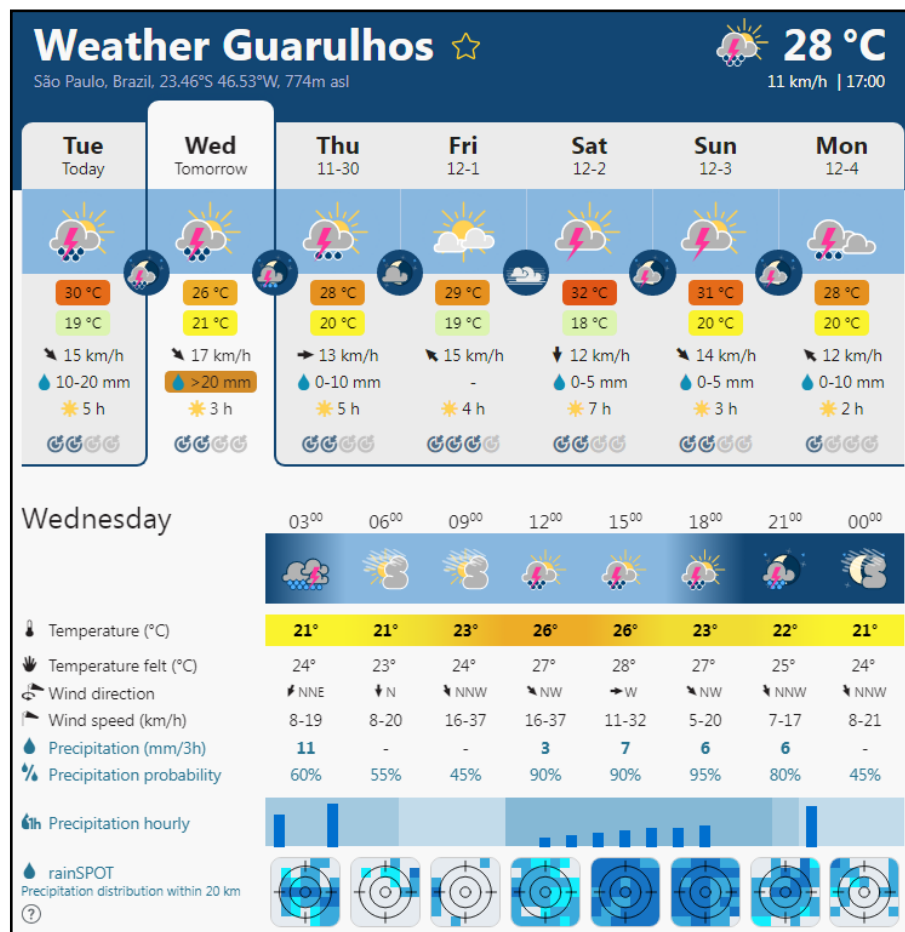 Weather Guarulhos 28 °C
São Paulo, Brazil, 23.46°S 46.53°W, 774m asl 11 km/h | 17:00
Tue Wed Thu Fri Sat Sun Mon
Today Tomorrow 11-30 12-1 12-2 12-3 12-4
30 °C 26 °C 28 °C 29 °C 32 °C 31 °C 28 °C
19 °C 21 °C 20 °C 19 °C 18 °C 20 °C 20 °C
15 km/h 17 km/h 13 km/h 15 km/h 12 km/h 14 km/h 12 km/h
10-20 mm >20 mm 0-10 mm - 0-5 mm 0-5 mm 0-10 mm
5 h 3 h 5 h 4 h 7 h 3 h 2 h
Wednesday 03⁰⁰ 06⁰⁰ 09⁰⁰ 12⁰⁰ 15⁰⁰ 18⁰⁰ 21⁰⁰ 00⁰⁰
Temperature (°C) 21° 21° 23° 26° 26° 23° 22° 21°
Temperature felt (°C) 24° 23° 24° 27° 28° 27° 25° 24°
Wind direction NNE N NNW NW W NW NNW NNW
Wind speed (km/h) 8-19 8-20 16-37 16-37 11-32 5-20 7-17 8-21
Precipitation (mm/3h) 11 - - 3 7 6 6 -
% Precipitation probability 60% 55% 45% 90% 90% 95% 80% 45%
1h Precipitation hourly
rainSPOT
Precipitation distribution within 20 km
?